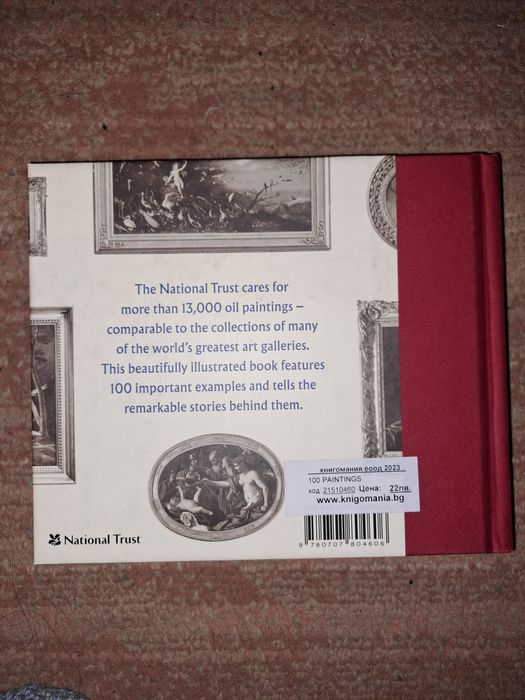 The National Trust cares for
more than 13,000 oil paintings –
comparable to the collections of many
of the world's greatest art galleries.
This beautifully illustrated book features
100 important examples and tells the
remarkable stories behind them.
книгомания еоод 2023
100 PAINTINGS
код: 21510460 Цена: 22лв.
www.knigomania.bg
9 780707 804606
National Trust